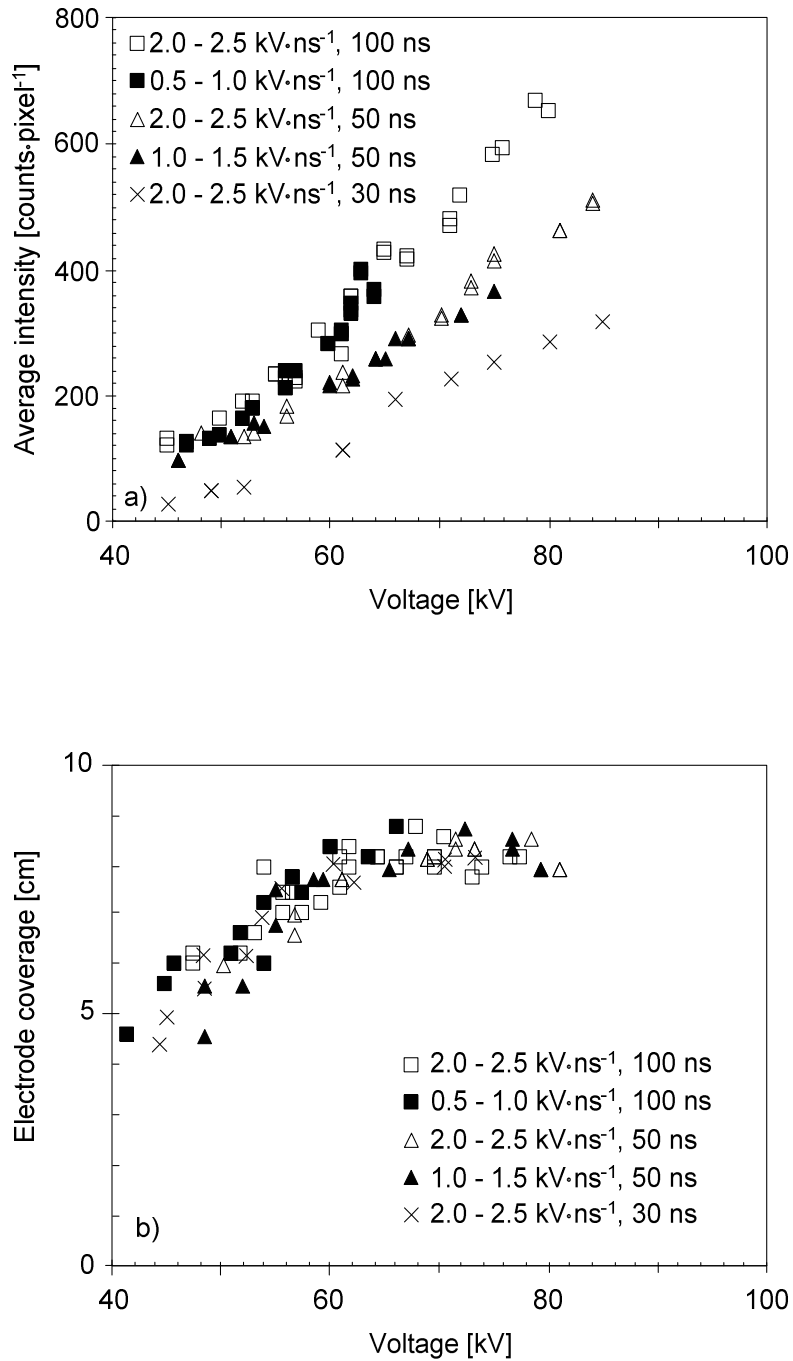 800
600
400
200
0
Average intensity [counts·pixel⁻¹]
2.0 - 2.5 kV·ns⁻¹, 100 ns
0.5 - 1.0 kV·ns⁻¹, 100 ns
2.0 - 2.5 kV·ns⁻¹, 50 ns
1.0 - 1.5 kV·ns⁻¹, 50 ns
2.0 - 2.5 kV·ns⁻¹, 30 ns
a)
40 60 80 100
Voltage [kV]
10
5
0
Electrode coverage [cm]
2.0 - 2.5 kV·ns⁻¹, 100 ns
0.5 - 1.0 kV·ns⁻¹, 100 ns
2.0 - 2.5 kV·ns⁻¹, 50 ns
1.0 - 1.5 kV·ns⁻¹, 50 ns
2.0 - 2.5 kV·ns⁻¹, 30 ns
b)
40 60 80 100
Voltage [kV]